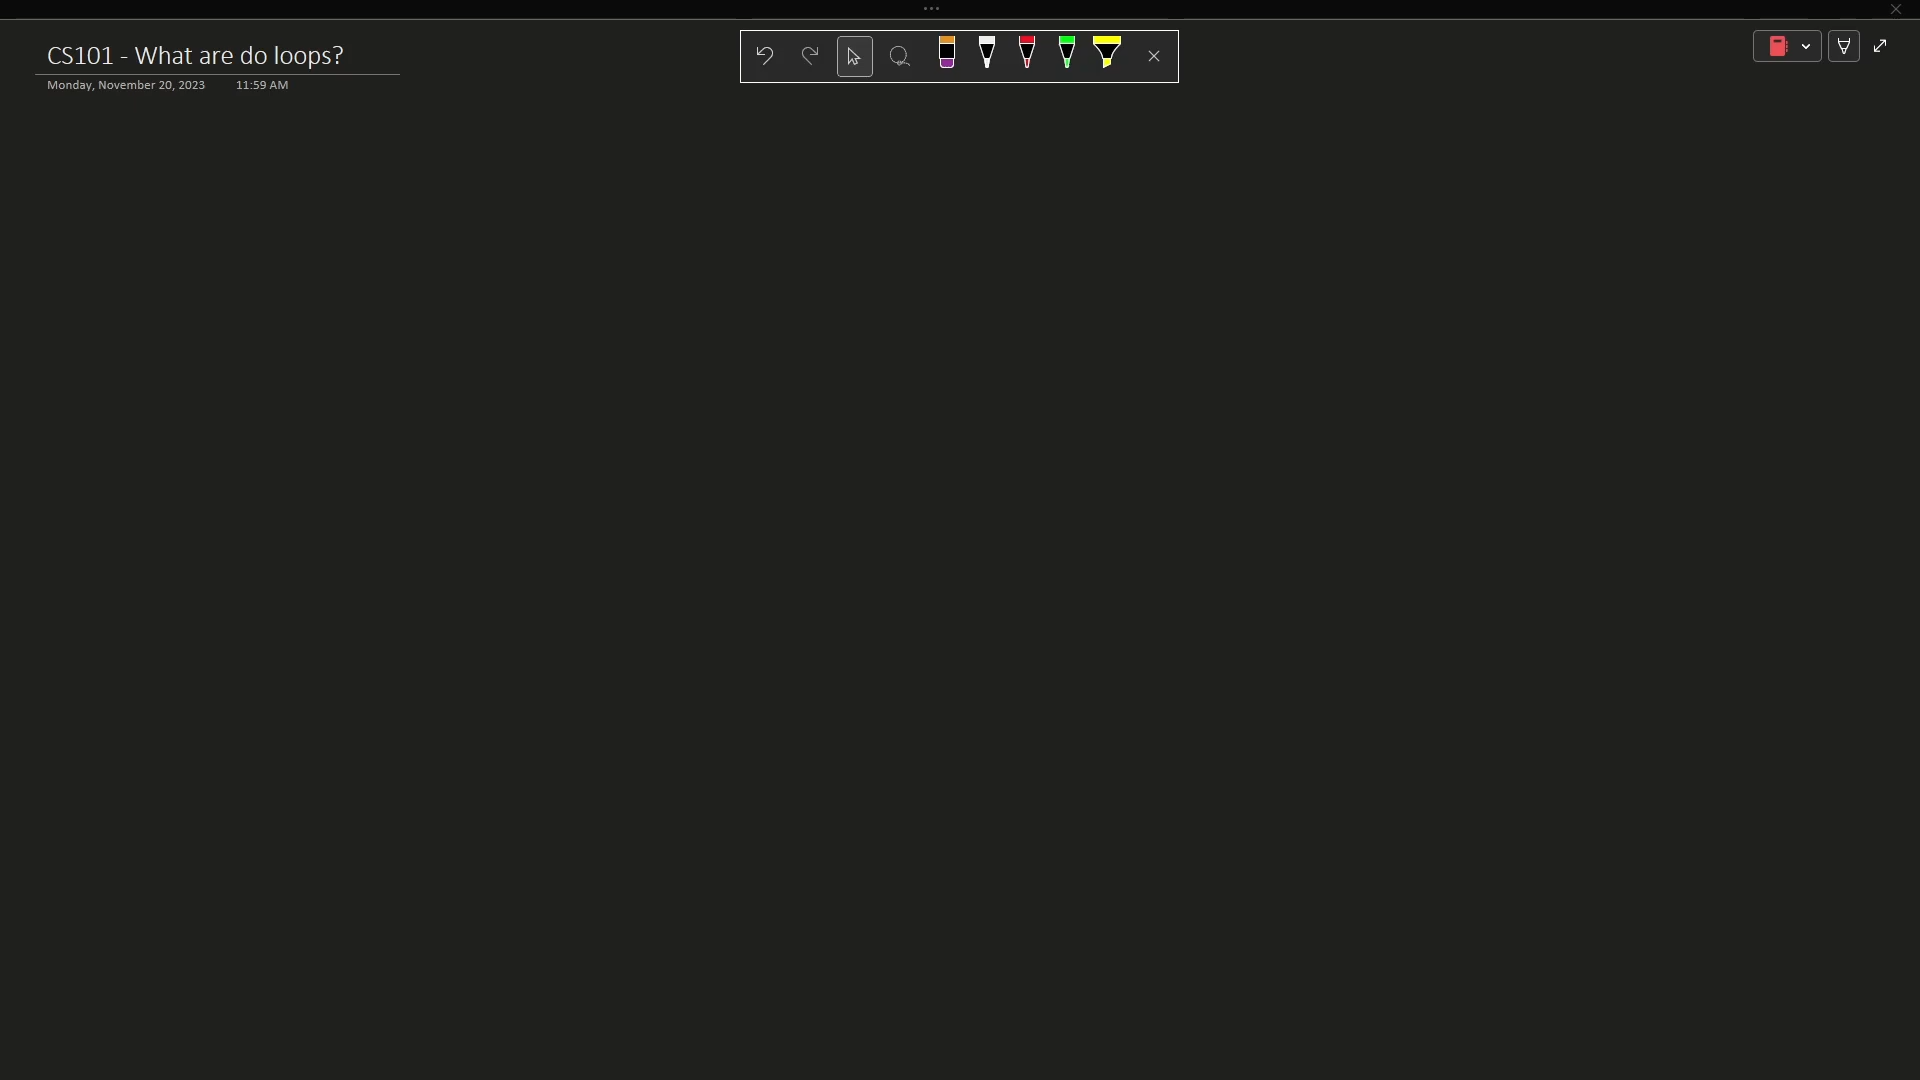 CS101 - What are do loops?
Monday, November 20, 2023 11:59 AM